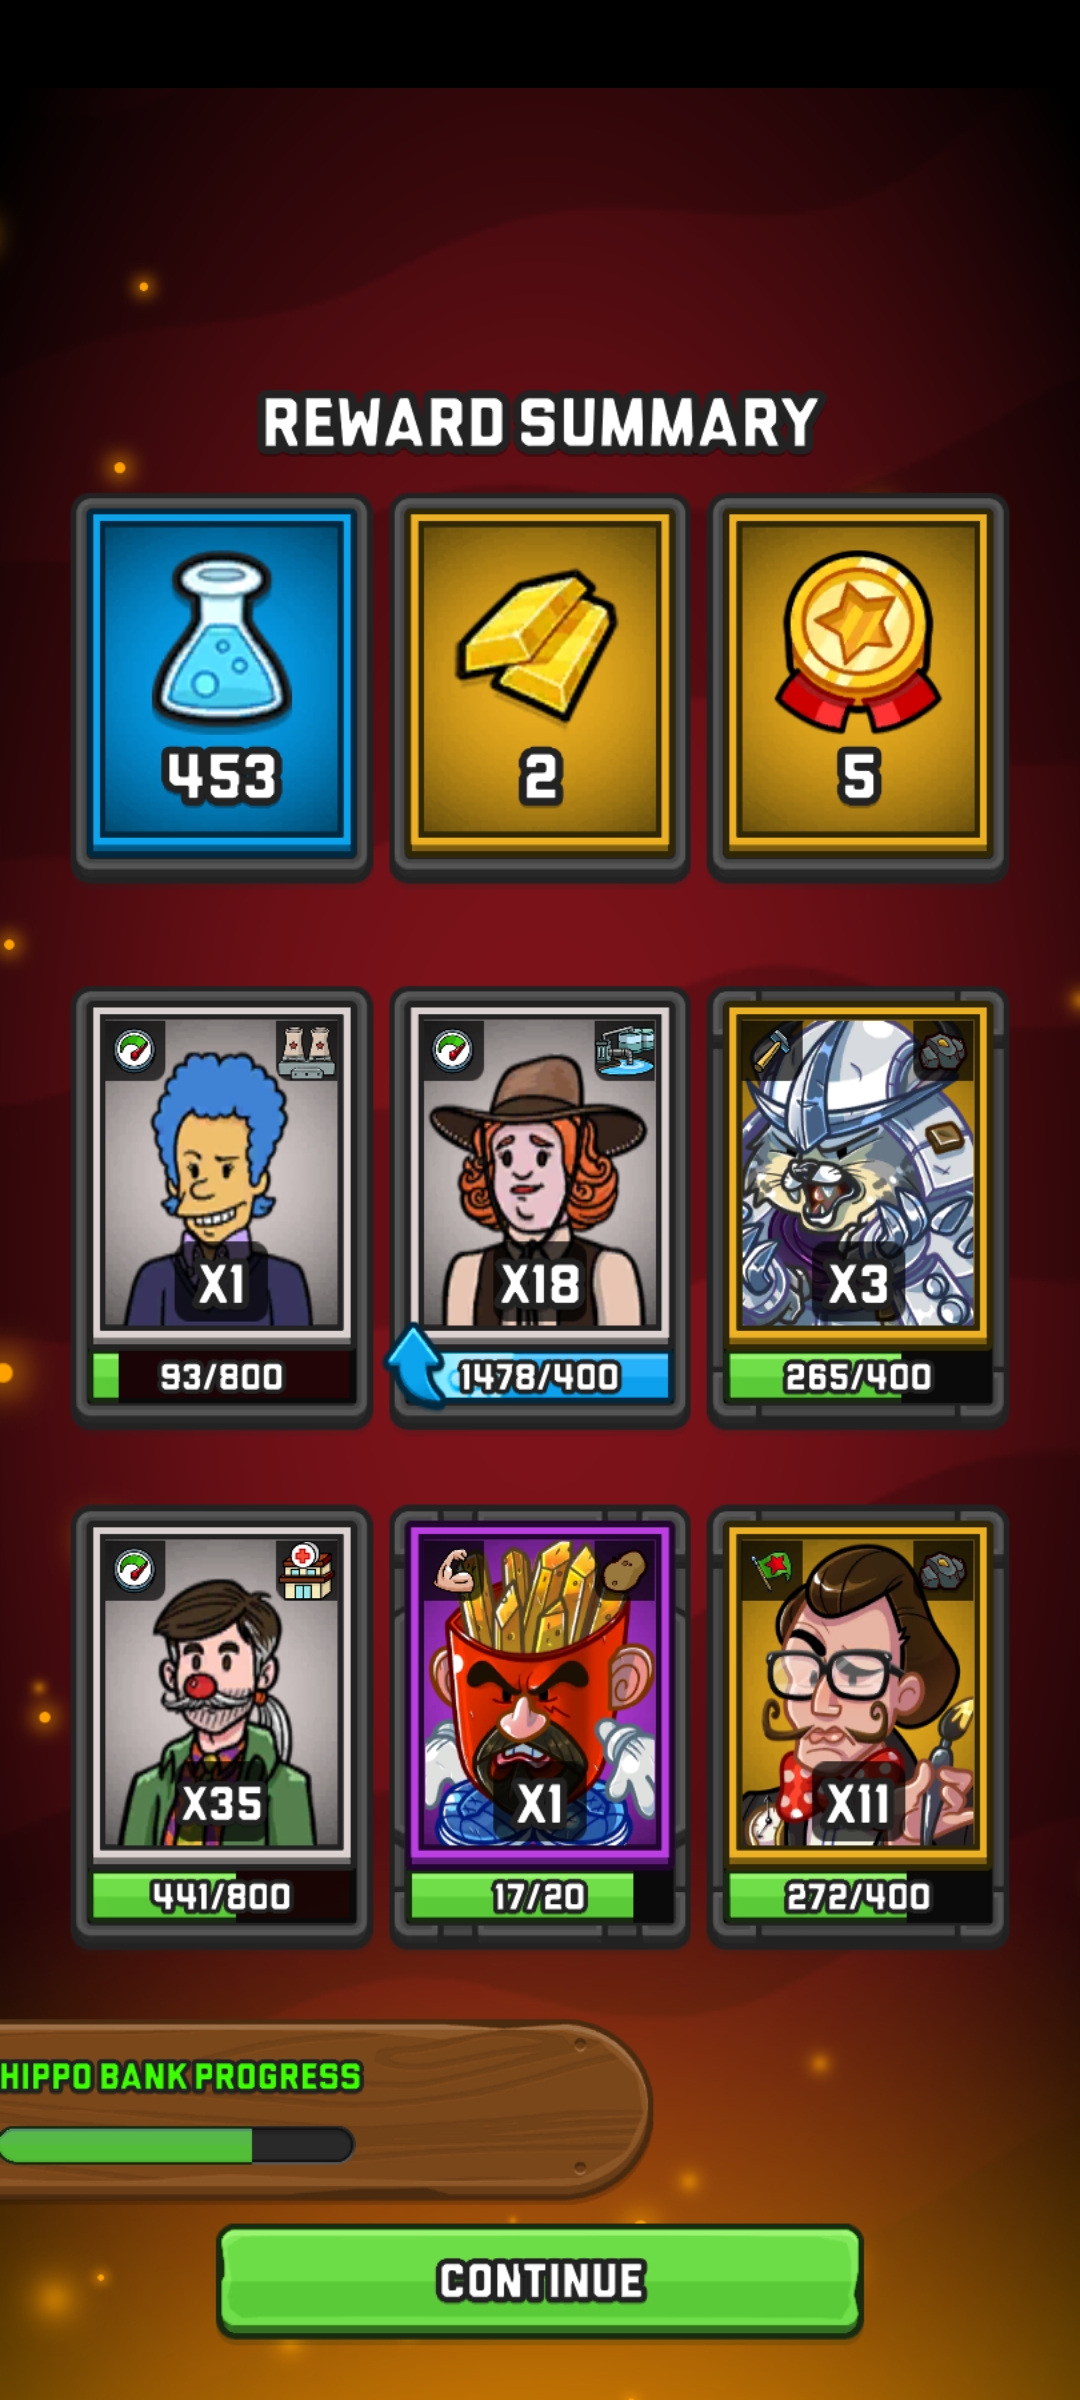 REWARD SUMMARY
453
2
5
X1
X18
X3
93/800
1478/400
265/400
X35
X1
X11
441/800
17/20
272/400
HIPPO BANK PROGRESS
CONTINUE